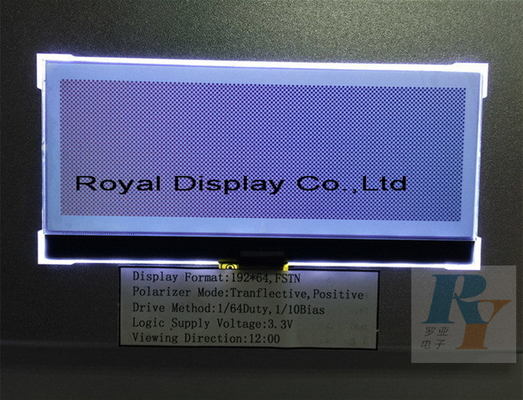 Royal Display Co.,Ltd
Display Format:192*64,FSTN
Polarizer Mode:Tranflective,Positive
Drive Method:1/64Duty,1/10Bias
Logic Supply Voltage:3.3V
Viewing Direction:12:00
RY
罗亚
电子